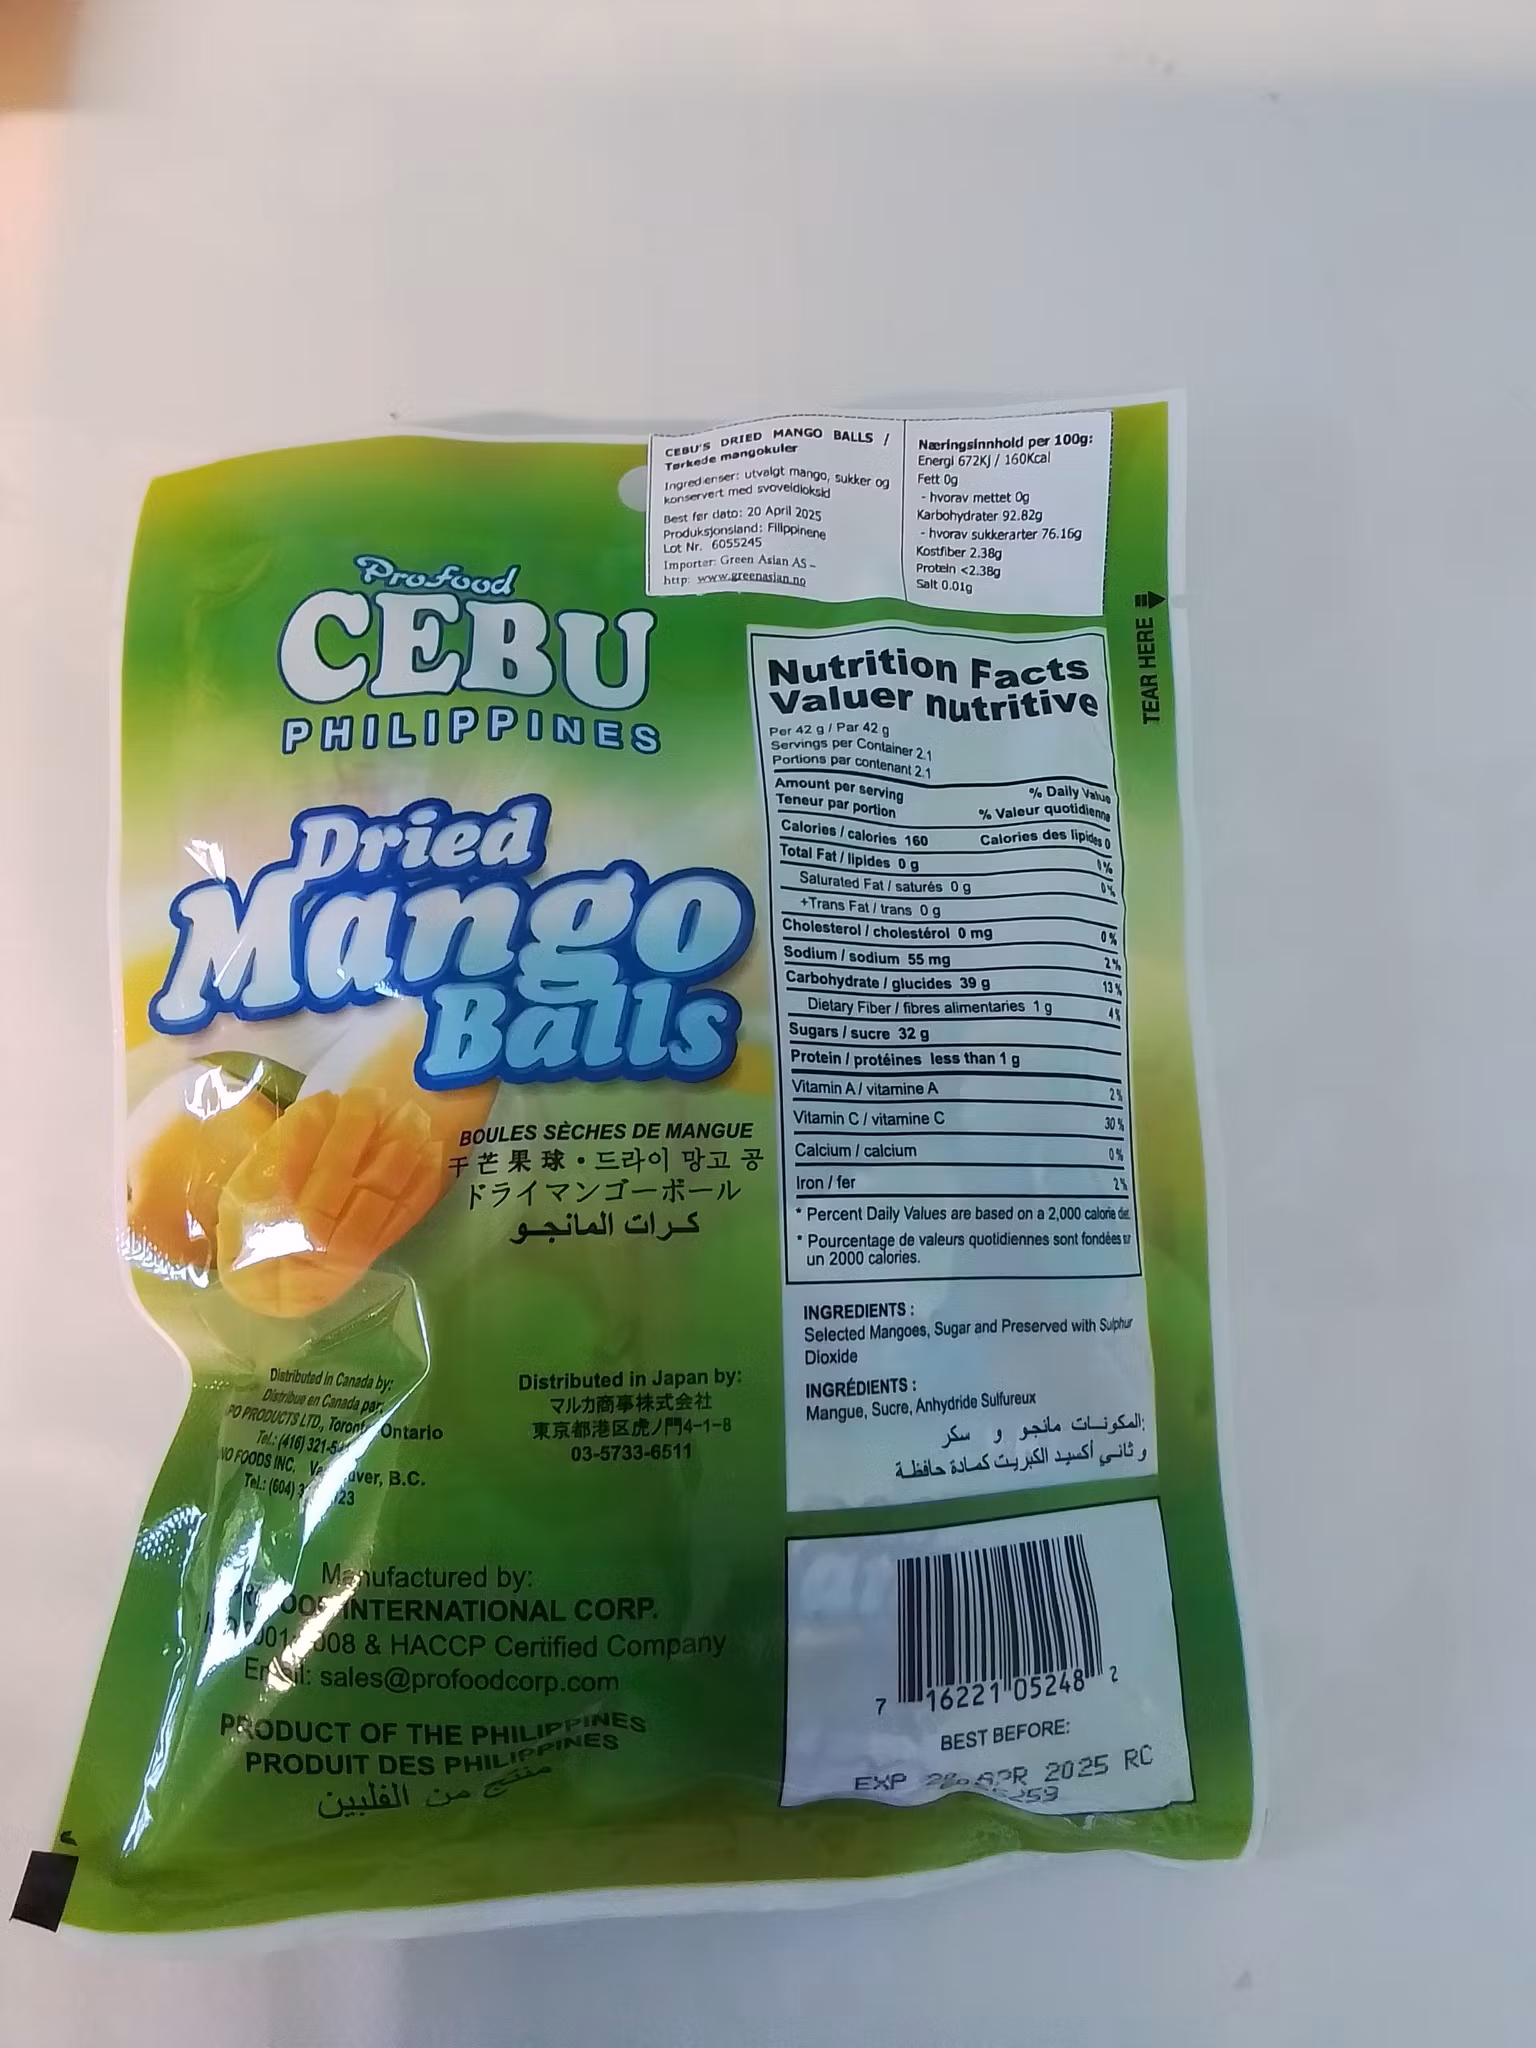 CEBU'S DRIED MANGO BALLS /
Tørkede mangokuler
Ingredienser: utvalgt mango, sukker og
konservert med svoveldioksid
Best før dato: 20 April 2025
Produksjonsland: Filippinene
Lot Nr. 6055245
Importer: Green Asian AS -
http: www.greenasian.no
Næringsinnhold per 100g:
Energi 672KJ / 160Kcal
Fett 0g
- hvorav mettet 0g
Karbohydrater 92.82g
- hvorav sukkerarter 76.16g
Kostfiber 2.38g
Protein <2.38g
Salt 0.01g
TEAR HERE
Profood
CEBU
PHILIPPINES
Dried
Mango
Balls
BOULES SÈCHES DE MANGUE
干芒果球 • 드라이 망고 공
ドライマンゴーボール
كرات المانجو
Nutrition Facts
Valuer nutritive
Per 42 g / Par 42 g
Servings per Container 2.1
Portions par contenant 2.1
Amount per serving % Daily Value
Teneur par portion % Valeur quotidienne
Calories / calories 160 Calories des lipides 0
Total Fat / lipides 0 g 0%
Saturated Fat / saturés 0 g 0%
+Trans Fat / trans 0 g
Cholesterol / cholestérol 0 mg 0%
Sodium / sodium 55 mg 2%
Carbohydrate / glucides 39 g 13%
Dietary Fiber / fibres alimentaries 1 g 4%
Sugars / sucre 32 g
Protein / protéines less than 1 g
Vitamin A / vitamine A 2%
Vitamin C / vitamine C 30%
Calcium / calcium 0%
Iron / fer 2%
* Percent Daily Values are based on a 2,000 calorie diet.
* Pourcentage de valeurs quotidiennes sont fondées sur
un 2000 calories.
INGREDIENTS :
Selected Mangoes, Sugar and Preserved with Sulphur
Dioxide
INGRÉDIENTS :
Mangue, Sucre, Anhydride Sulfureux
المكونات: مانجو و سكر
و ثاني أكسيد الكبريت كمادة حافظة
Distributed in Canada by:
Distribue en Canada par:
PO PRODUCTS LTD., Toronto Ontario
Tel.: (416)
NO FOODS INC. B.C.
Tel.: (604)
Distributed in Japan by:
マルカ商事株式会社
東京都港区虎ノ門4-1-8
03-5733-6511
Manufactured by:
INTERNATIONAL CORP.
& HACCP Certified Company
Email: sales@profoodcorp.com
PRODUCT OF THE PHILIPPINES
PRODUIT DES PHILIPPINES
منتج من الفلبين
7 16221 05248 2
BEST BEFORE:
EXP APR 2025 RC